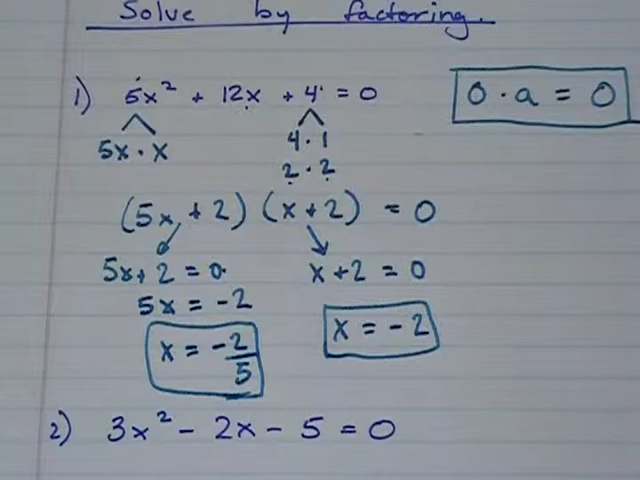 Solve by factoring.
1) 5x² + 12x + 4 = 0
0 · a = 0
5x · x
4 · 1
2 · 2
(5x + 2) (x + 2) = 0
5x + 2 = 0
x + 2 = 0
5x = -2
x = -2
x = -2/5
2) 3x² - 2x - 5 = 0